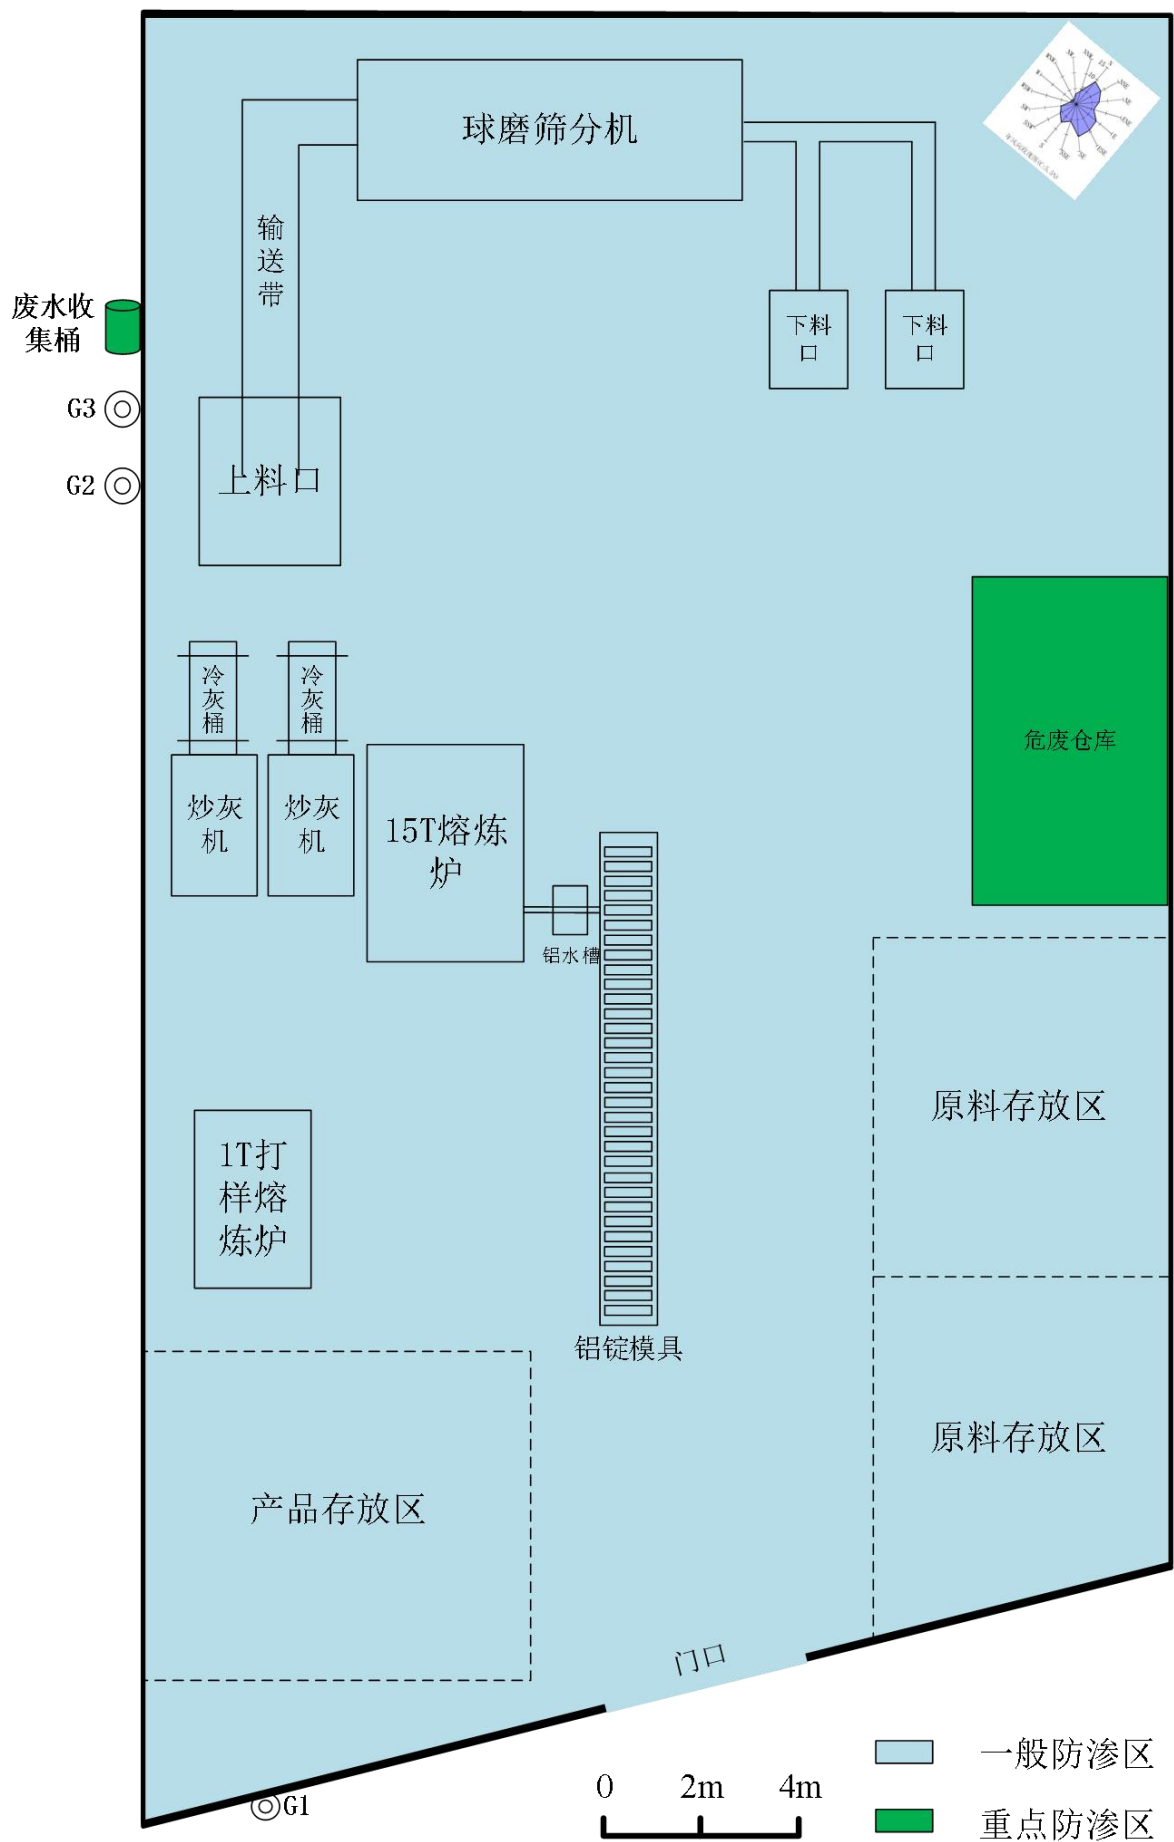 球磨筛分机
输
送
带
废水收
集桶
下料
口
下料
口
G3
G2
上料口
冷
灰
桶
冷
灰
桶
危废仓库
炒灰
机
炒灰
机
15T熔炼
炉
铝水槽
原料存放区
1T打
样熔
炼炉
铝锭模具
原料存放区
产品存放区
门口
G1
0 2m 4m
一般防渗区
重点防渗区